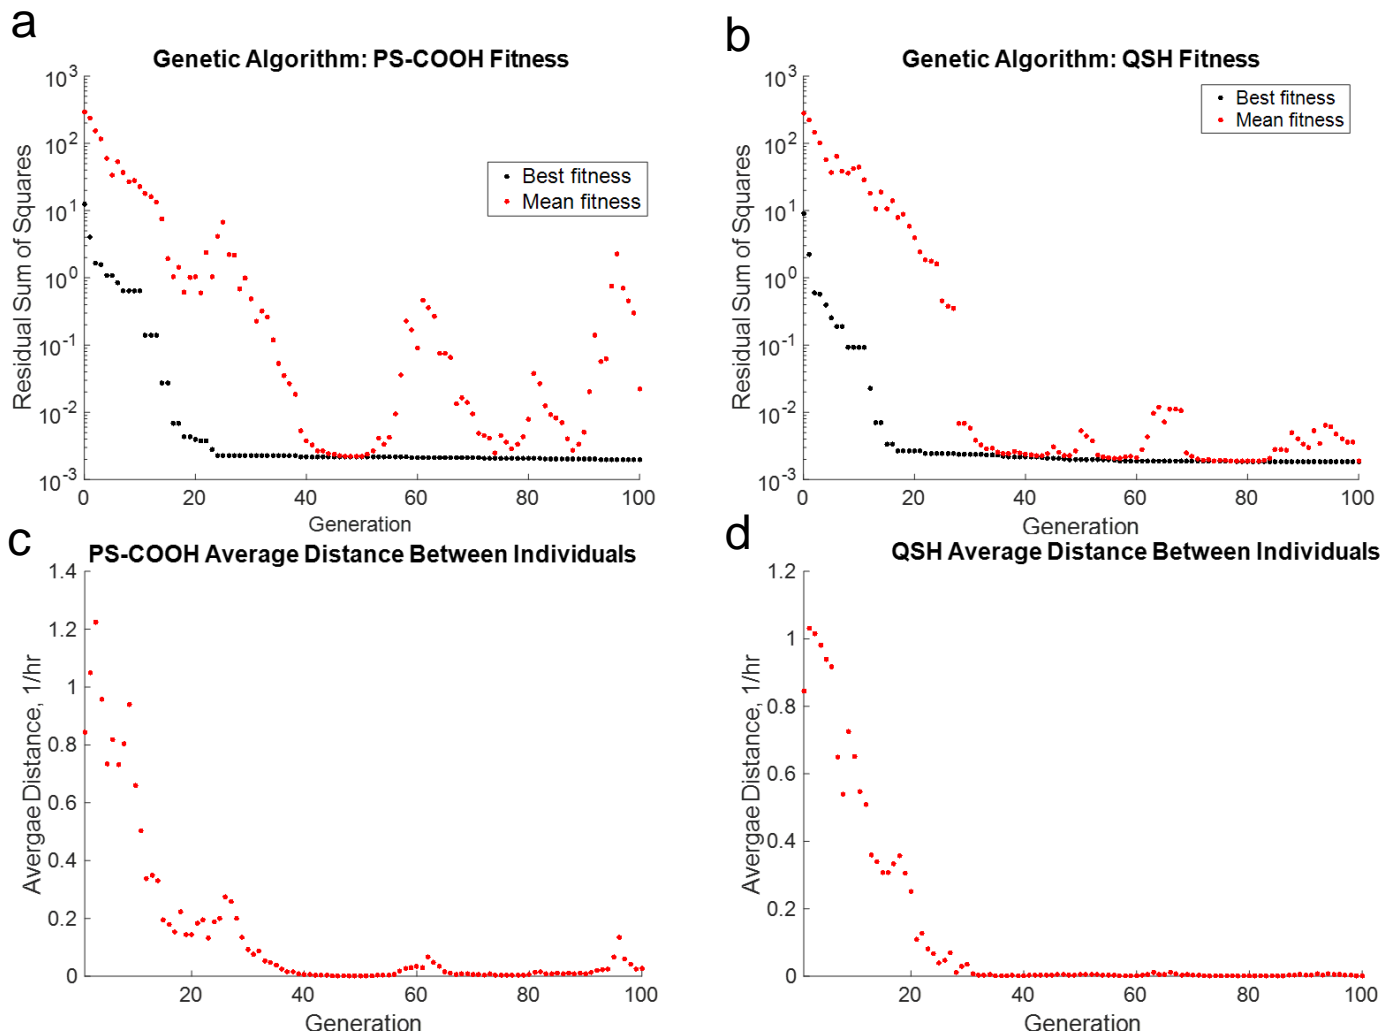 a
Genetic Algorithm: PS-COOH Fitness
10^3
10^2
10^1
10^0
10^-1
10^-2
10^-3
Residual Sum of Squares
Best fitness
Mean fitness
0 20 40 60 80 100
Generation
b
Genetic Algorithm: QSH Fitness
10^3
10^2
10^1
10^0
10^-1
10^-2
10^-3
Residual Sum of Squares
Best fitness
Mean fitness
0 20 40 60 80 100
Generation
c
PS-COOH Average Distance Between Individuals
1.4
1.2
1
0.8
0.6
0.4
0.2
0
Avergae Distance, 1/hr
20 40 60 80 100
Generation
d
QSH Average Distance Between Individuals
1.2
1
0.8
0.6
0.4
0.2
0
Avergae Distance, 1/hr
20 40 60 80 100
Generation